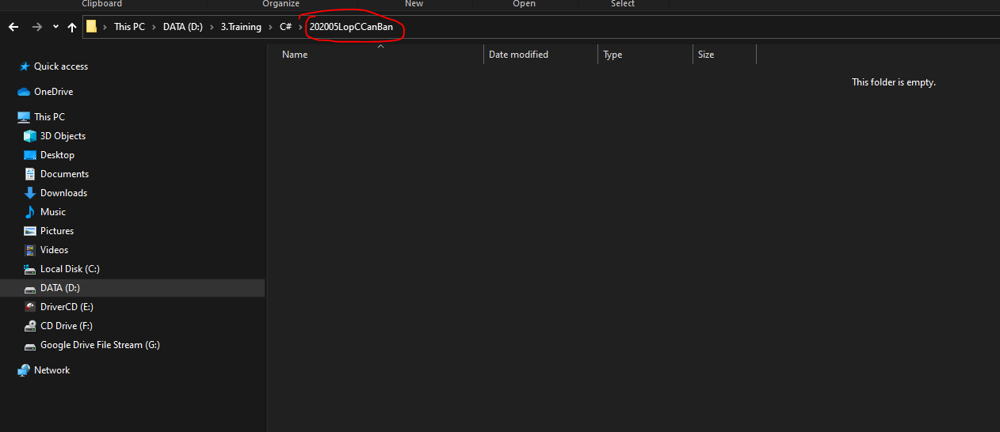 Clipboard Organize New Open Select
This PC > DATA (D:) > 3.Training > C# > 202005LopCCanBan
Name Date modified Type Size
This folder is empty.
Quick access
OneDrive
This PC
3D Objects
Desktop
Documents
Downloads
Music
Pictures
Videos
Local Disk (C:)
DATA (D:)
DriverCD (E:)
CD Drive (F:)
Google Drive File Stream (G:)
Network